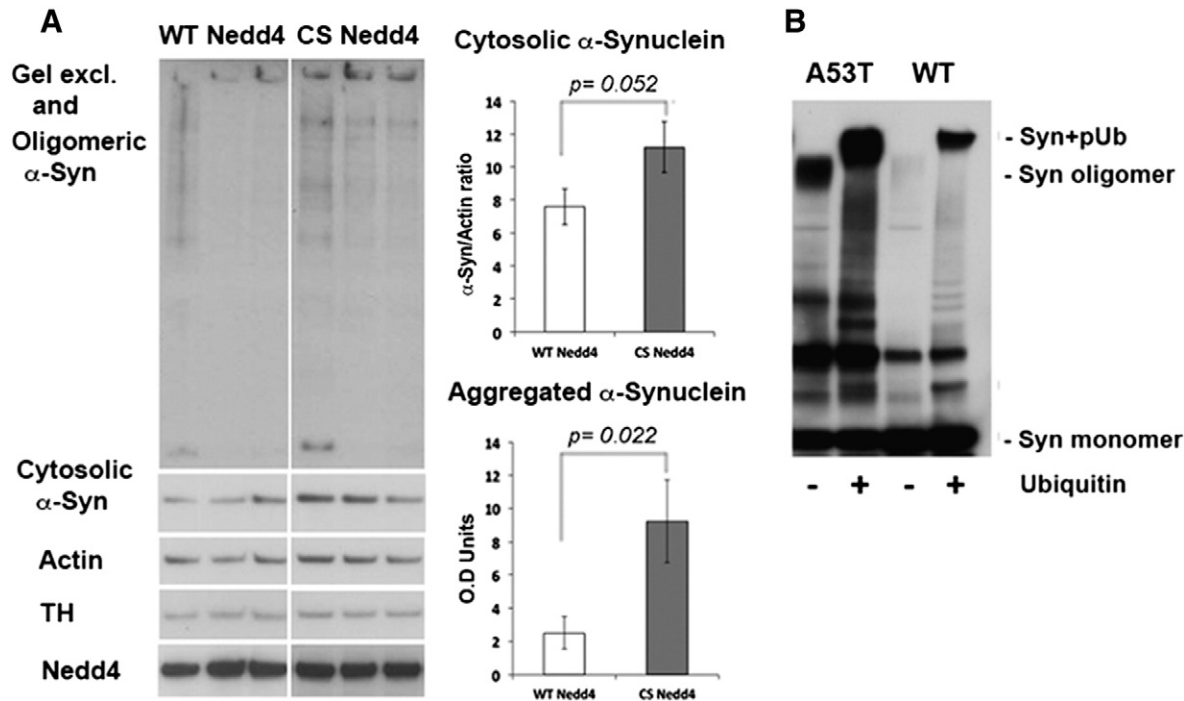 A
WT Nedd4 CS Nedd4
Gel excl.
and
Oligomeric
α-Syn
Cytosolic
α-Syn
Actin
TH
Nedd4
Cytosolic α-Synuclein
p= 0.052
14
12
10
8
6
4
2
0
α-Syn/Actin ratio
WT Nedd4 CS Nedd4
Aggregated α-Synuclein
p= 0.022
14
12
10
8
6
4
2
0
O.D Units
WT Nedd4 CS Nedd4
B
A53T WT
- Syn+pUb
- Syn oligomer
- Syn monomer
- + - + Ubiquitin